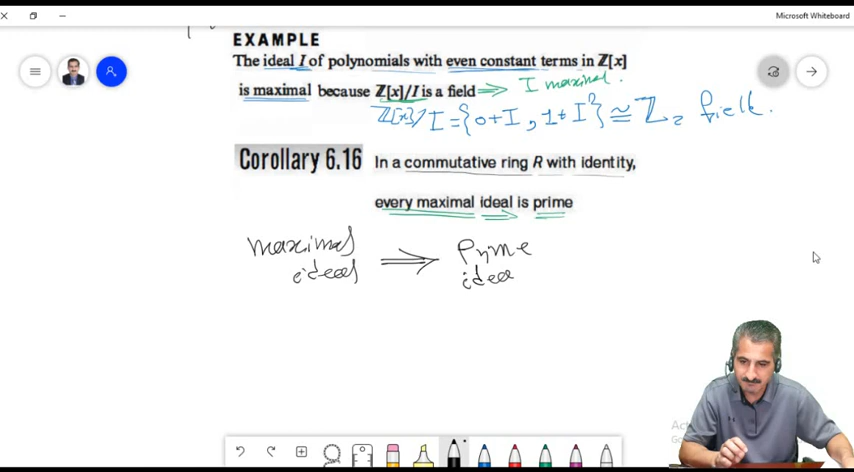 Microsoft Whiteboard
EXAMPLE
The ideal I of polynomials with even constant terms in ℤ[x]
is maximal because ℤ[x]/I is a field ⟹ I maximal.
ℤ[x]/I = {0+I, 1+I} ≅ ℤ₂ field.
Corollary 6.16 In a commutative ring R with identity,
every maximal ideal is prime
maximal ⟹ Prime
ideal idea